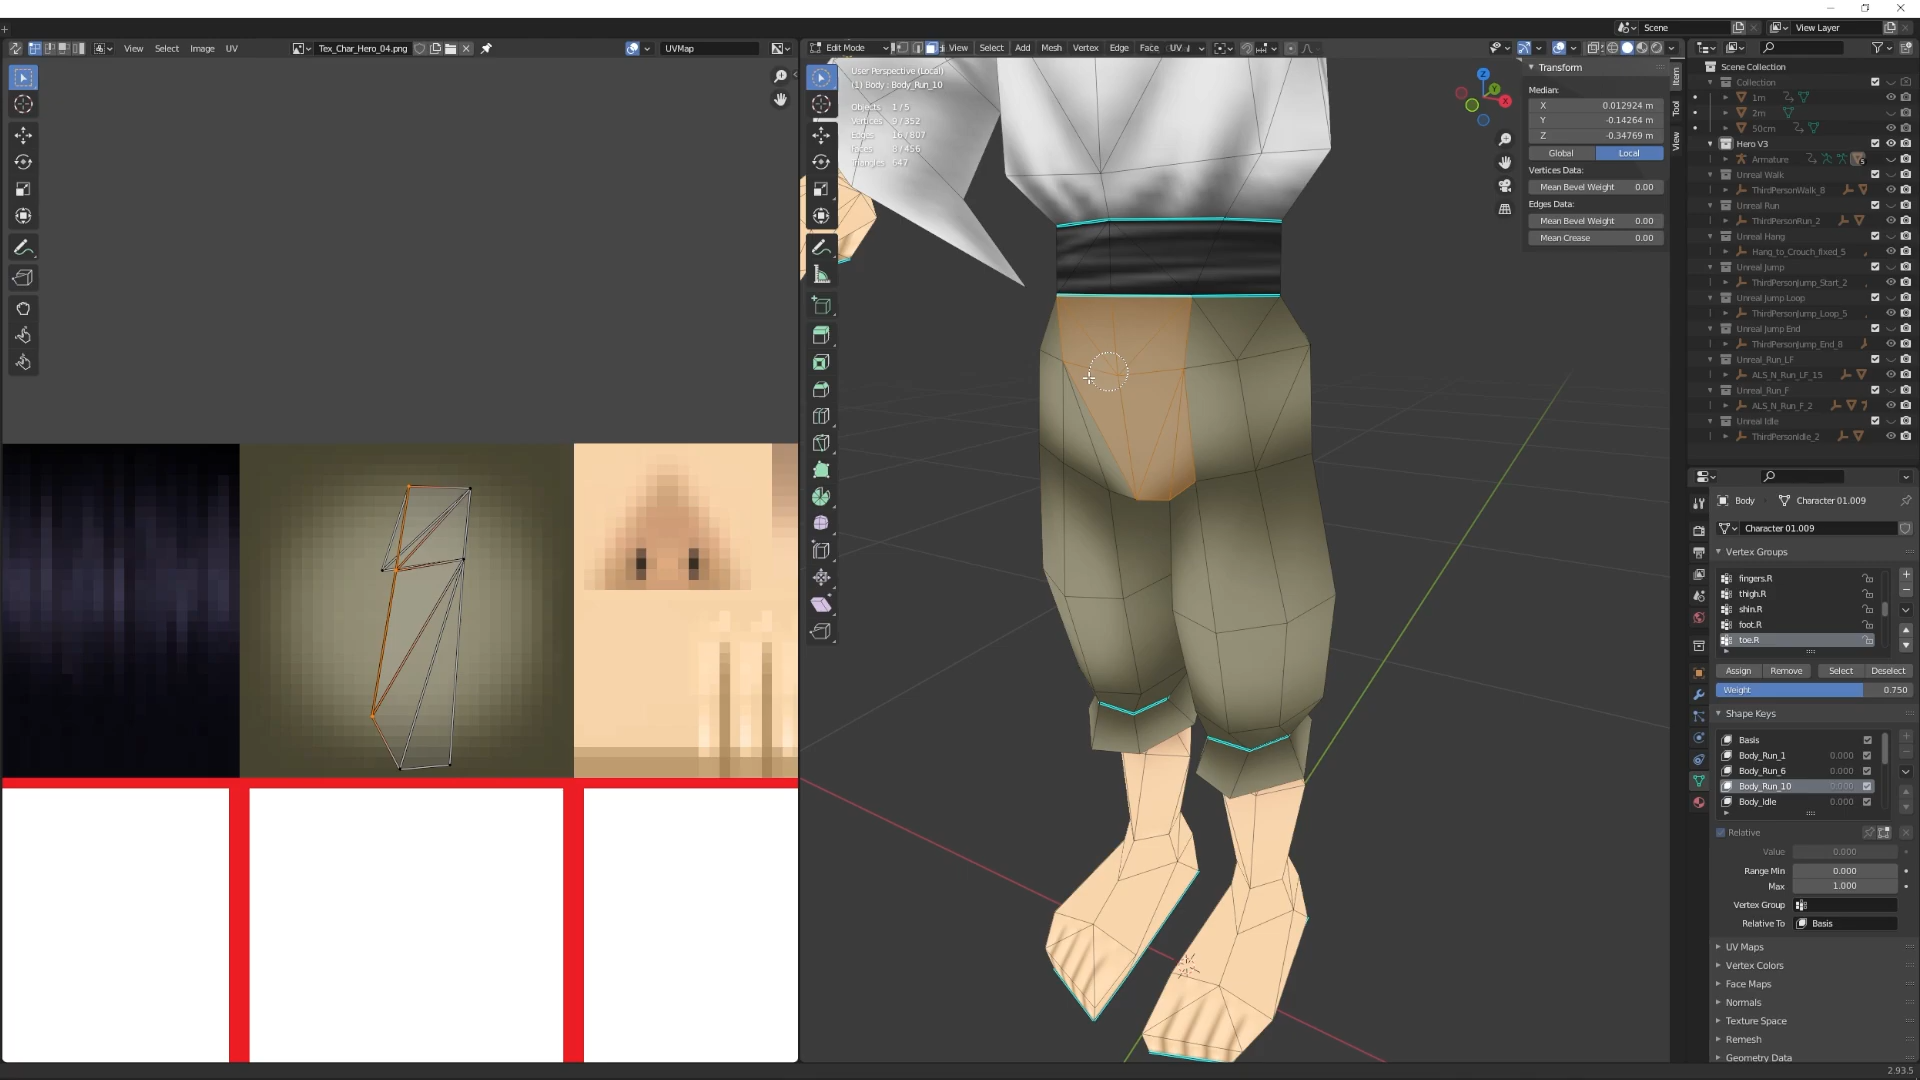 Scene
View Layer
View
Select
Image
UV
Tex_Char_Hero_04.png
UVMap
Edit Mode
View
Select
Add
Mesh
Vertex
Edge
Face
UV
User Perspective (Local)
(1) Body : Body_Run_10
Objects 1/5
Vertices 9/352
Edges 16/807
Faces 8/456
Triangles 647
Z
Y
X
Transform
Median:
X 0.012924 m
Y -0.14264 m
Z -0.34769 m
Global
Local
Vertices Data:
Mean Bevel Weight 0.00
Edges Data:
Mean Bevel Weight 0.00
Mean Crease 0.00
Item
Tool
View
Scene Collection
Collection
1m
2m
50cm
Hero V3
Armature
Unreal Walk
ThirdPersonWalk_8
Unreal Run
ThirdPersonRun_2
Unreal Hang
Hang_to_Crouch_fixed_5
Unreal Jump
ThirdPersonJump_Start_2
Unreal Jump Loop
ThirdPersonJump_Loop_5
Unreal Jump End
ThirdPersonJump_End_8
Unreal_Run_LF
ALS_N_Run_LF_15
Unreal_Run_F
ALS_N_Run_F_2
Unreal Idle
ThirdPersonIdle_2
Body
Character 01.009
Character 01.009
Vertex Groups
fingers.R
thigh.R
shin.R
foot.R
toe.R
Assign
Remove
Select
Deselect
Weight 0.750
Shape Keys
Basis
Body_Run_1 0.000
Body_Run_6 0.000
Body_Run_10 0.000
Body_Idle 0.000
Relative
Value 0.000
Range Min 0.000
Max 1.000
Vertex Group
Relative To Basis
UV Maps
Vertex Colors
Face Maps
Normals
Texture Space
Remesh
Geometry Data
2.93.5